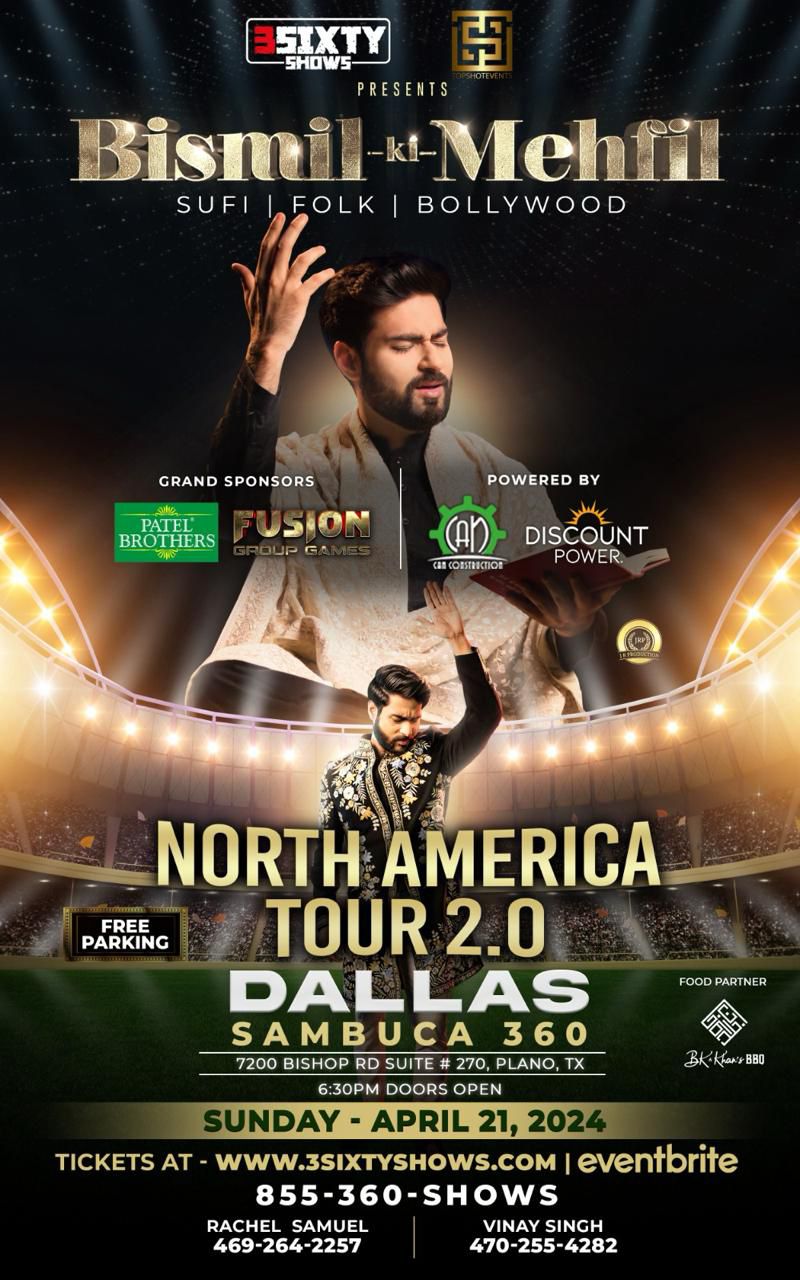 3SIXTY
SHOWS
TOPSHOTEVENTS
PRESENTS
Bismil -ki- Mehfil
SUFI | FOLK | BOLLYWOOD
GRAND SPONSORS
POWERED BY
PATEL
BROTHERS
FUSION
GROUP GAMES
CAN
CAN CONSTRUCTION
DISCOUNT
POWER.
JRP
NORTH AMERICA
TOUR 2.0
FREE
PARKING
DALLAS
SAMBUCA 360
7200 BISHOP RD SUITE # 270, PLANO, TX
6:30PM DOORS OPEN
FOOD PARTNER
BK'n'Khan's BBQ
SUNDAY - APRIL 21, 2024
TICKETS AT - WWW.3SIXTYSHOWS.COM | eventbrite
855-360-SHOWS
RACHEL SAMUEL
469-264-2257
VINAY SINGH
470-255-4282